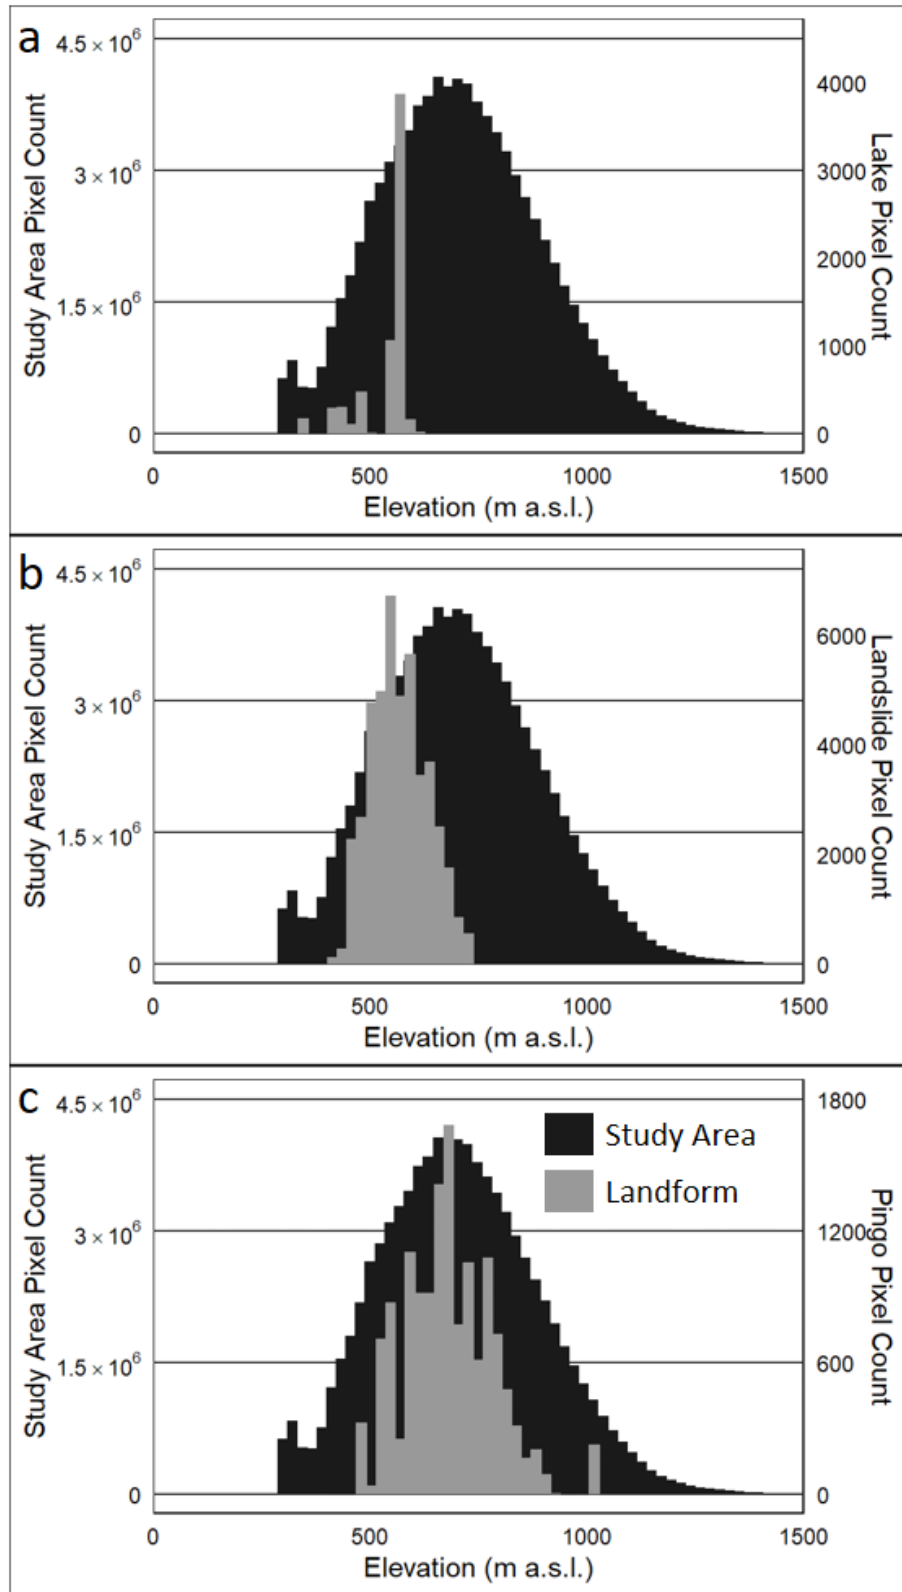 a
4.5 × 10⁶
3 × 10⁶
1.5 × 10⁶
0
Study Area Pixel Count
4000
3000
2000
1000
0
Lake Pixel Count
0 500 1000 1500
Elevation (m a.s.l.)
b
4.5 × 10⁶
3 × 10⁶
1.5 × 10⁶
0
Study Area Pixel Count
6000
4000
2000
0
Landslide Pixel Count
0 500 1000 1500
Elevation (m a.s.l.)
c
4.5 × 10⁶
3 × 10⁶
1.5 × 10⁶
0
Study Area Pixel Count
Study Area
Landform
1800
1200
600
0
Pingo Pixel Count
0 500 1000 1500
Elevation (m a.s.l.)